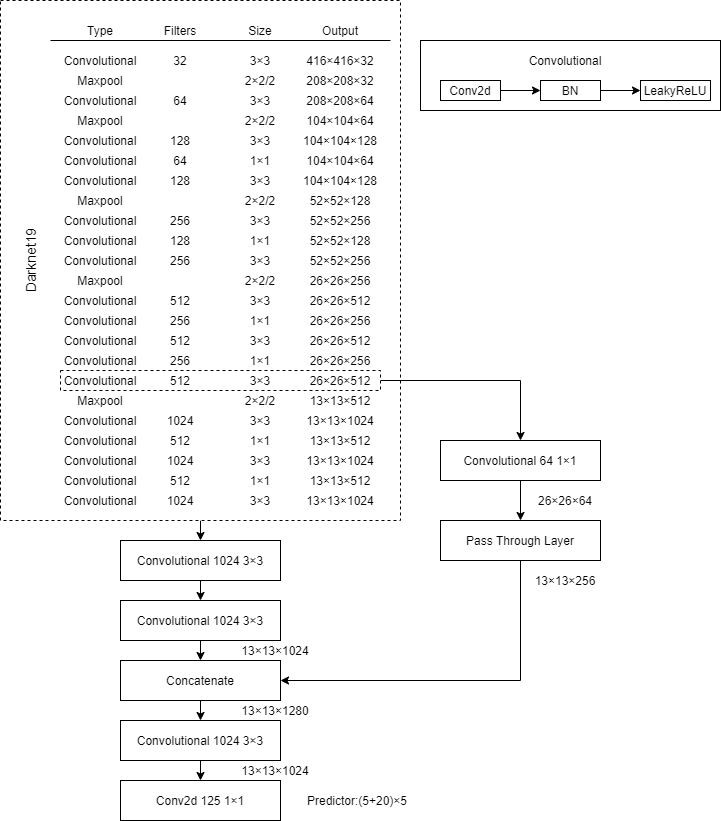 Type Filters Size Output
Convolutional 32 3×3 416×416×32
Maxpool 2×2/2 208×208×32
Convolutional 64 3×3 208×208×64
Maxpool 2×2/2 104×104×64
Convolutional 128 3×3 104×104×128
Convolutional 64 1×1 104×104×64
Convolutional 128 3×3 104×104×128
Maxpool 2×2/2 52×52×128
Convolutional 256 3×3 52×52×256
Convolutional 128 1×1 52×52×128
Convolutional 256 3×3 52×52×256
Maxpool 2×2/2 26×26×256
Convolutional 512 3×3 26×26×512
Convolutional 256 1×1 26×26×256
Convolutional 512 3×3 26×26×512
Convolutional 256 1×1 26×26×256
Convolutional 512 3×3 26×26×512
Maxpool 2×2/2 13×13×512
Convolutional 1024 3×3 13×13×1024
Convolutional 512 1×1 13×13×512
Convolutional 1024 3×3 13×13×1024
Convolutional 512 1×1 13×13×512
Convolutional 1024 3×3 13×13×1024
Darknet19
Convolutional
Conv2d BN LeakyReLU
Convolutional 64 1×1
26×26×64
Pass Through Layer
13×13×256
Convolutional 1024 3×3
Convolutional 1024 3×3
13×13×1024
Concatenate
13×13×1280
Convolutional 1024 3×3
13×13×1024
Conv2d 125 1×1
Predictor:(5+20)×5